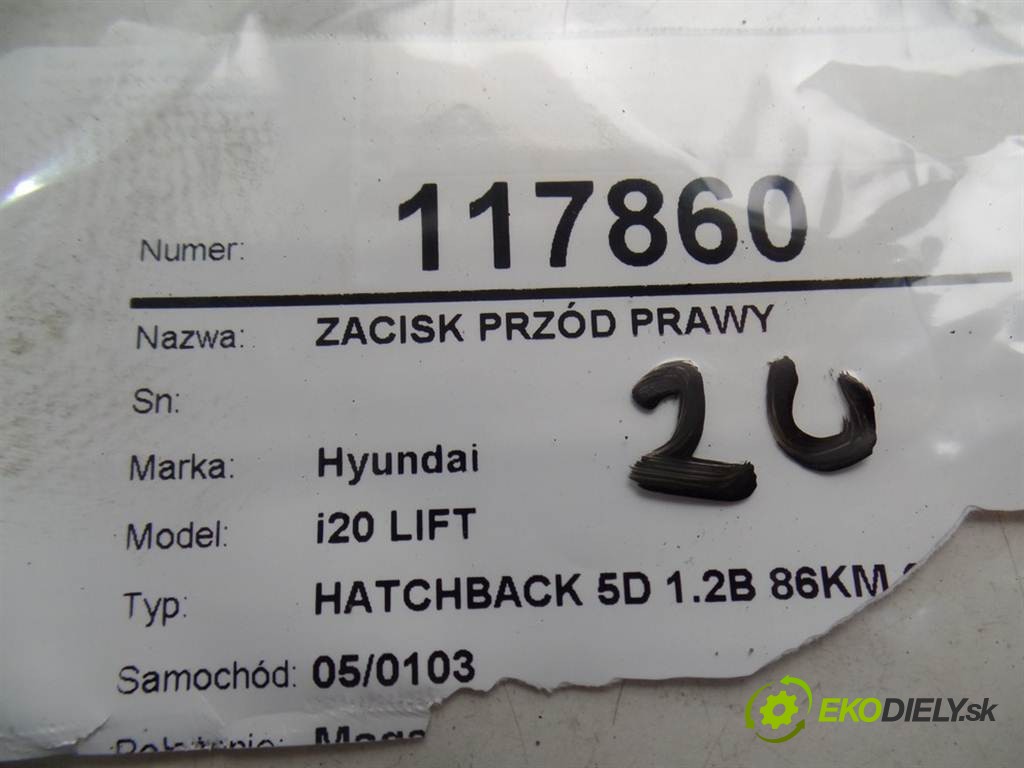 Numer: 117860
Nazwa: ZACISK PRZÓD PRAWY
Sn:
2U
Marka: Hyundai
Model: i20 LIFT
Typ: HATCHBACK 5D 1.2B 86KM
Samochód: 05/0103
EKODIELY.sk